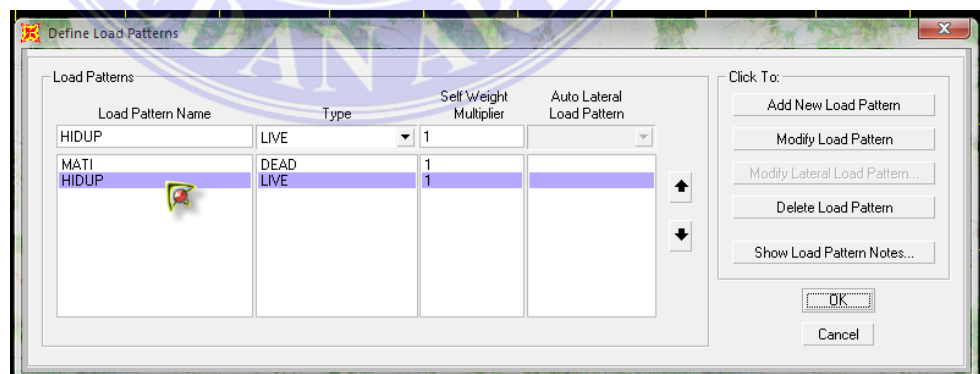 Define Load Patterns
Load Patterns
Click To:
Load Pattern Name
Type
Self Weight
Multiplier
Auto Lateral
Load Pattern
HIDUP LIVE 1
MATI DEAD 1
HIDUP LIVE 1
Add New Load Pattern
Modify Load Pattern
Modify Lateral Load Pattern...
Delete Load Pattern
Show Load Pattern Notes...
OK
Cancel